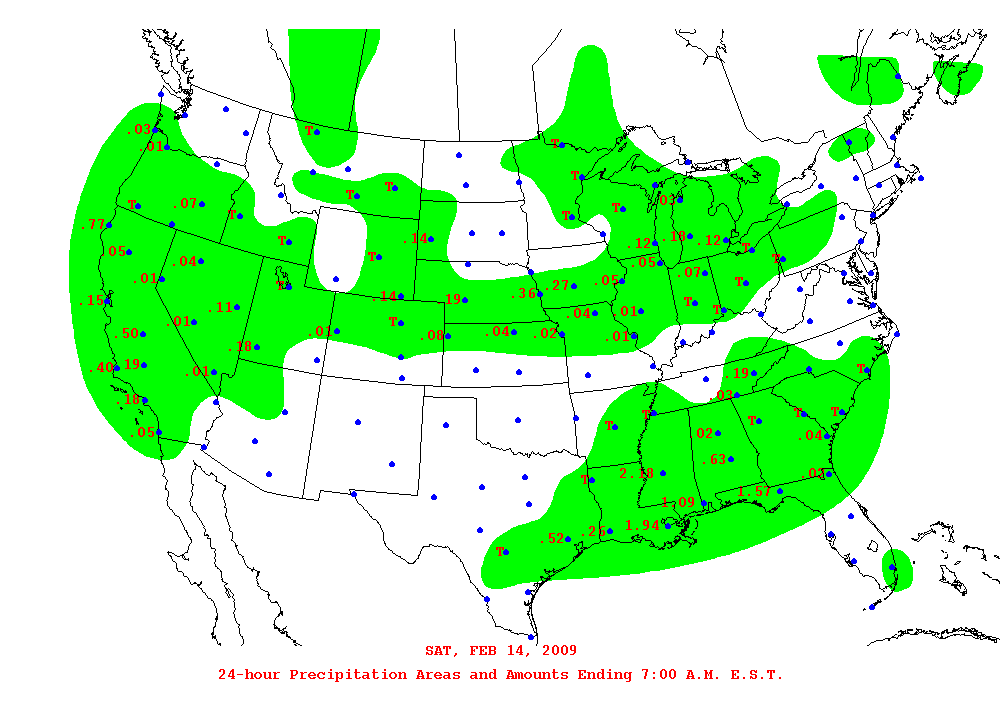 T
.03
.01
T
T
T
T
.07
T
.03
T
.77
T
T
.12
.18
.12
.14
T
.05
T
T
.04
.05
.01
.07
T
.27
.05
T
.36
.14
.19
.15
.11
T
T
.04
.01
.01
T
.50
.01
.08
.04
.02
.01
.18
.40
.19
.01
.19
T
.03
.18
T
T
T
T
T
.05
.02
.04
.63
2.18
T
.02
1.57
1.09
1.94
.26
.52
T
SAT, FEB 14, 2009
24-hour Precipitation Areas and Amounts Ending 7:00 A.M. E.S.T.